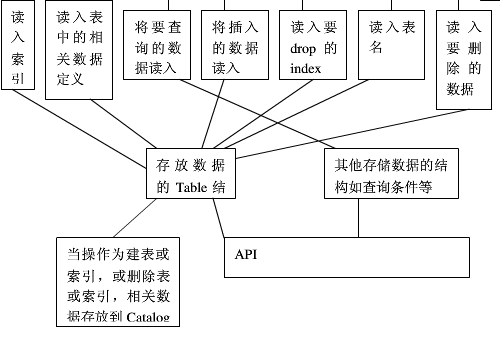 读
入
索
引
读入表
中的相
关数据
定义
将要查
询的数
据读入
将插入
的数据
读入
读入要
drop 的
index
读入表
名
读 入
要 删
除 的
数据
存放数据
的 Table 结
其他存储数据的结
构如查询条件等
当操作为建表或
索引，或删除表
或索引，相关数
据存放到 Catalog
API